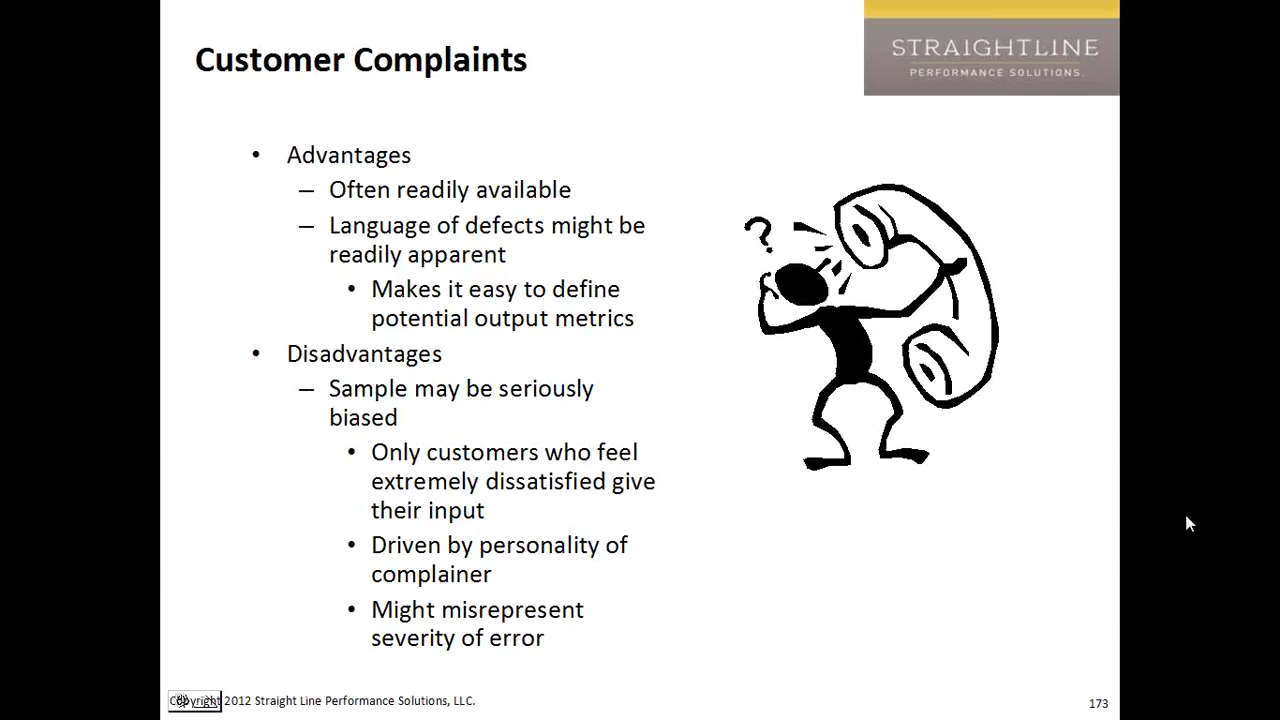 Customer Complaints
STRAIGHTLINE
PERFORMANCE SOLUTIONS.
• Advantages
– Often readily available
– Language of defects might be
readily apparent
• Makes it easy to define
potential output metrics
• Disadvantages
– Sample may be seriously
biased
• Only customers who feel
extremely dissatisfied give
their input
• Driven by personality of
complainer
• Might misrepresent
severity of error
?
Copyright 2012 Straight Line Performance Solutions, LLC.
173